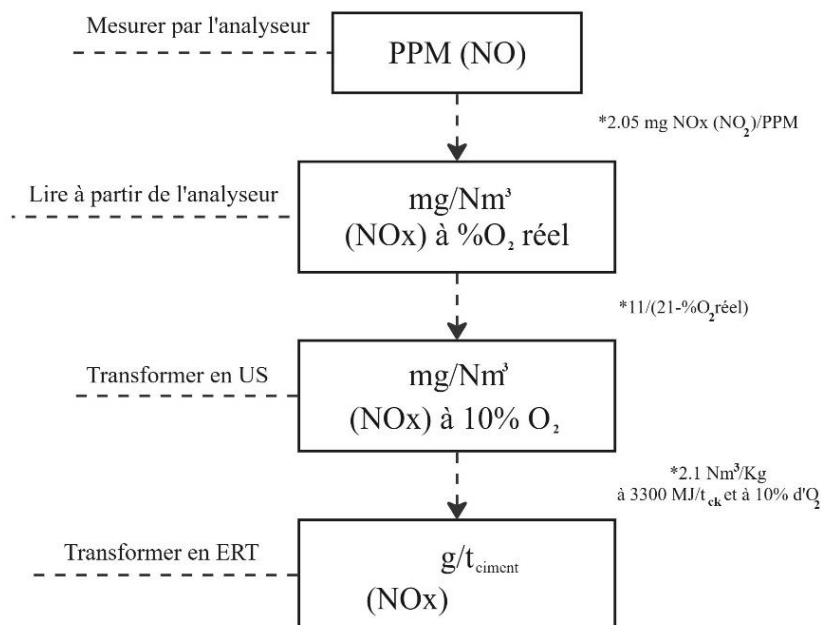 Mesurer par l'analyseur
PPM (NO)
*2.05 mg NOx (NO₂)/PPM
Lire à partir de l'analyseur
mg/Nm³
(NOx) à %O₂ réel
*11/(21-%O₂réel)
Transformer en US
mg/Nm³
(NOx) à 10% O₂
*2.1 Nm³/Kg
à 3300 MJ/t_ck et à 10% d'O₂
Transformer en ERT
g/t_ciment
(NOx)